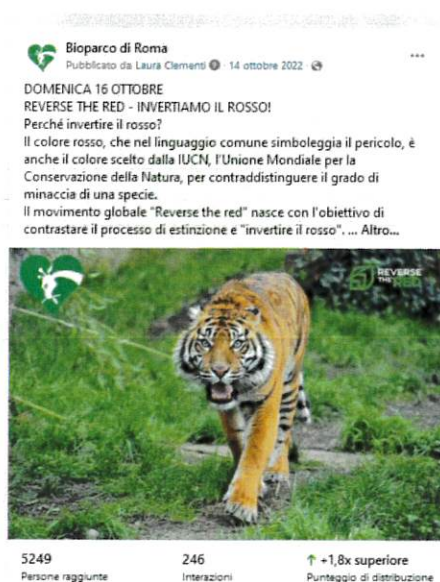 Bioparco di Roma
Pubblicato da Laura Clementi · 14 ottobre 2022 ·
DOMENICA 16 OTTOBRE
REVERSE THE RED - INVERTIAMO IL ROSSO!
Perché invertire il rosso?
Il colore rosso, che nel linguaggio comune simboleggia il pericolo, è
anche il colore scelto dalla IUCN, l'Unione Mondiale per la
Conservazione della Natura, per contraddistinguere il grado di
minaccia di una specie.
Il movimento globale "Reverse the red" nasce con l'obiettivo di
contrastare il processo di estinzione e "invertire il rosso". ... Altro...
REVERSE
THE RED
5249 246 ↑ +1,8x superiore
Persone raggiunte Interazioni Punteggio di distribuzione